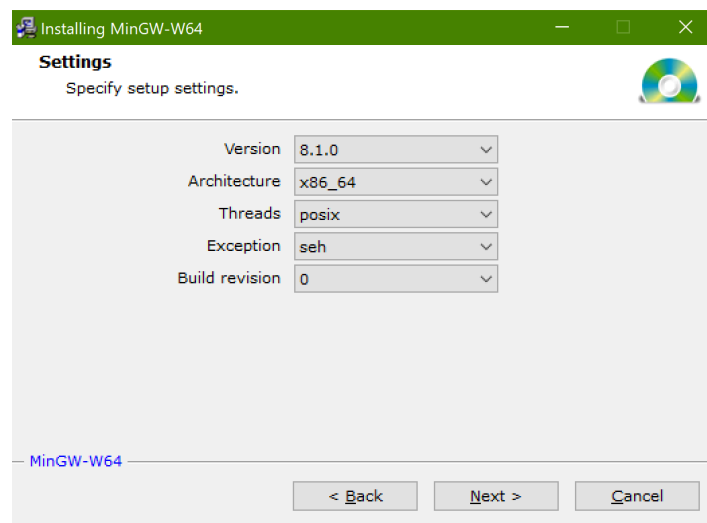 Installing MinGW-W64
Settings
Specify setup settings.
Version 8.1.0
Architecture x86_64
Threads posix
Exception seh
Build revision 0
MinGW-W64
< Back Next > Cancel